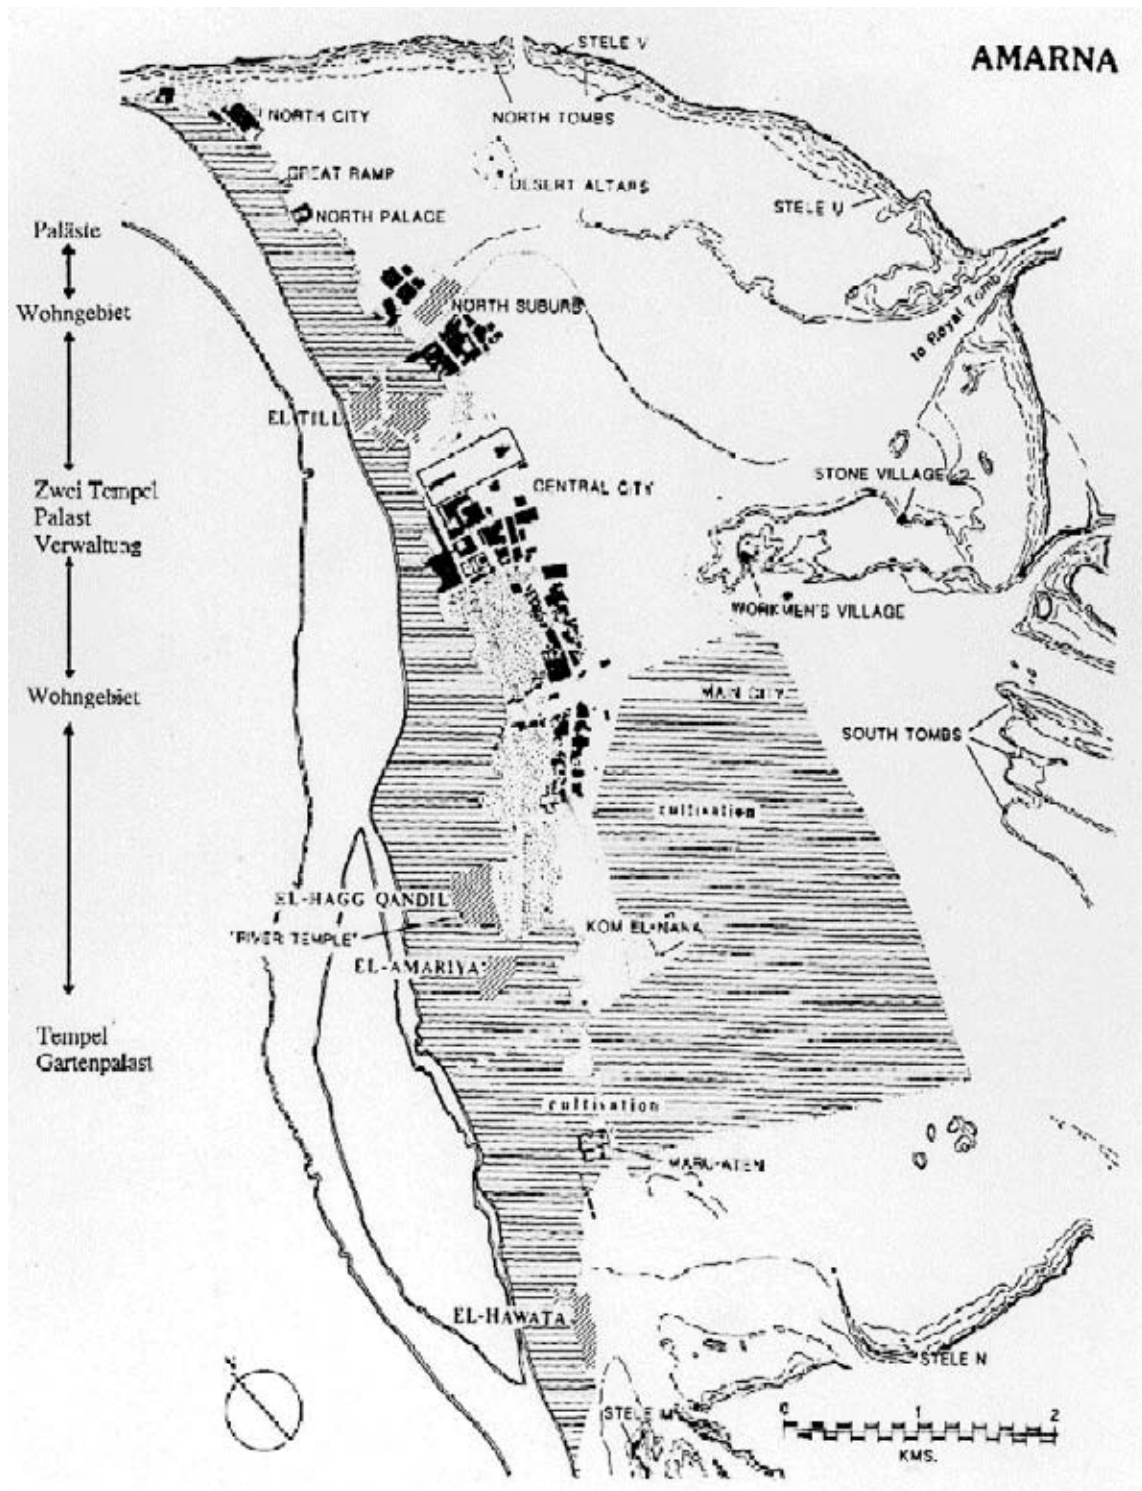 AMARNA
STELE V
NORTH CITY
NORTH TOMBS
GREAT RAMP
DESERT ALTARS
NORTH PALACE
STELE U
Paläste
Wohngebiet
NORTH SUBURB
to Royal Tomb
EL TILL
STONE VILLAGE
CENTRAL CITY
Zwei Tempel
Palast
Verwaltung
WORKMEN'S VILLAGE
Wohngebiet
MAIN CITY
SOUTH TOMBS
cultivation
EL-HAGG QANDIL
KOM EL-NANA
"RIVER TEMPLE"
EL-AMARIYA
Tempel
Gartenpalast
cultivation
MARU-ATEN
EL-HAWATA
STELE N
STELE M
0 1 2
KMS.